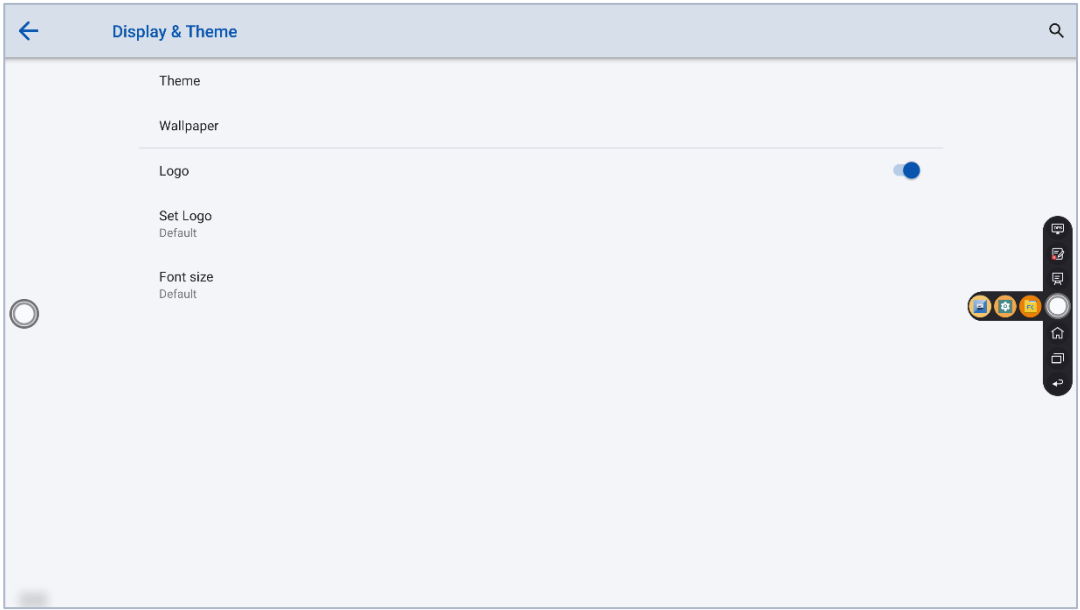 Display & Theme
Theme
Wallpaper
Logo
Set Logo
Default
Font size
Default